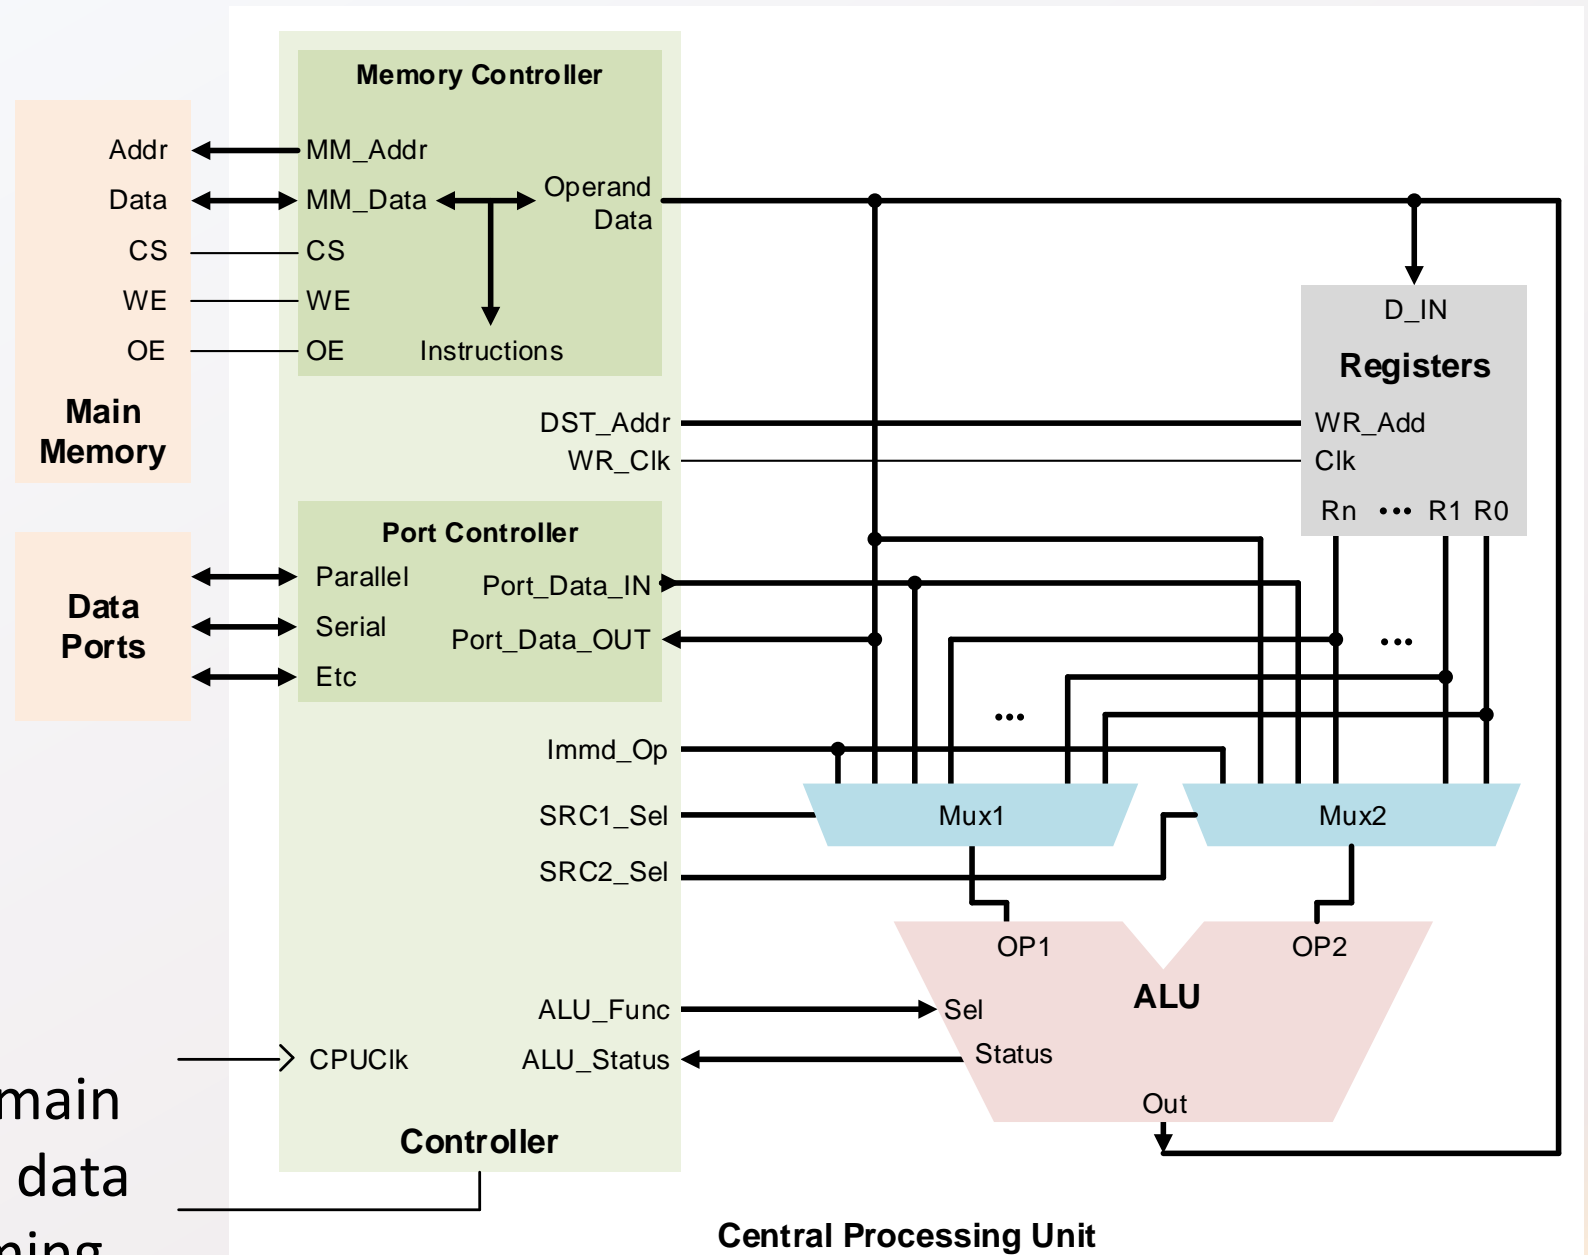 Memory Controller
Addr
MM_Addr
Data
MM_Data
Operand
Data
CS
CS
WE
WE
OE
OE
Instructions
Main
Memory
D_IN
Registers
DST_Addr
WR_Add
WR_Clk
Clk
Rn ••• R1 R0
Port Controller
Data
Ports
Parallel
Port_Data_IN
Serial
Port_Data_OUT
Etc
•••
•••
Immd_Op
SRC1_Sel
Mux1
Mux2
SRC2_Sel
OP1
OP2
ALU
ALU_Func
Sel
CPUClk
ALU_Status
Status
Out
Controller
main
data
Central Processing Unit